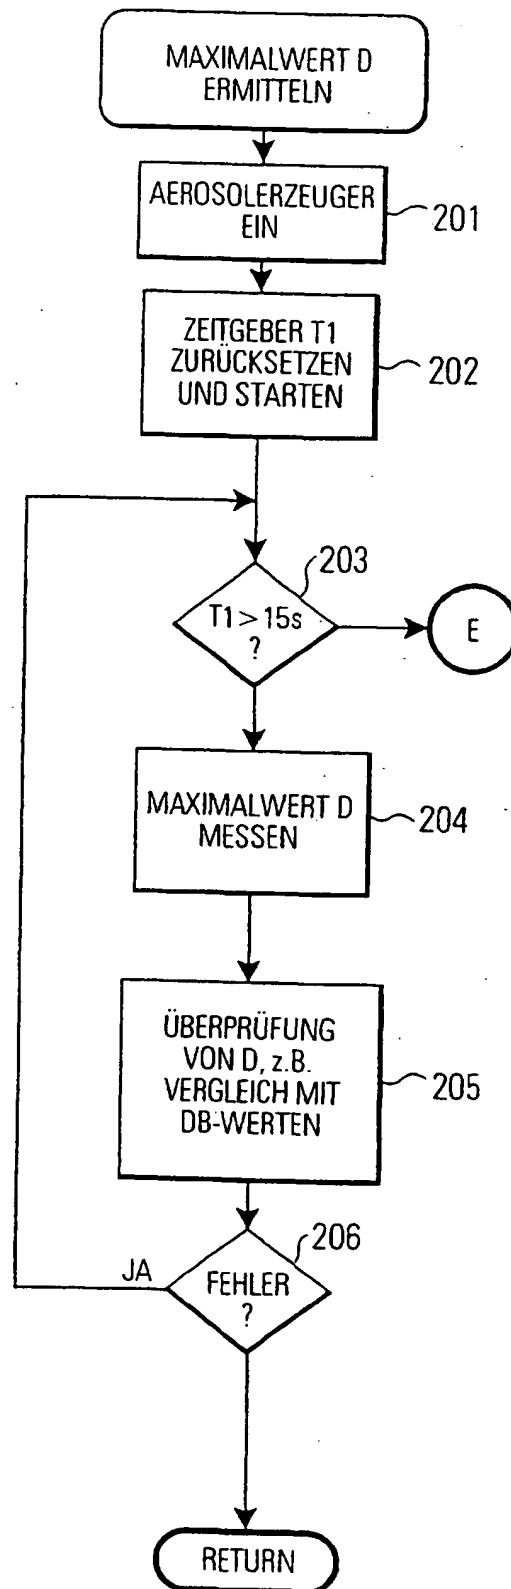 MAXIMALWERT D
ERMITTELN
AEROSOLERZEUGER
EIN
201
ZEITGEBER T1
ZURÜCKSETZEN
UND STARTEN
202
203
T1 > 15s
?
E
MAXIMALWERT D
MESSEN
204
ÜBERPRÜFUNG
VON D, z.B.
VERGLEICH MIT
DB-WERTEN
205
206
JA
FEHLER
?
RETURN